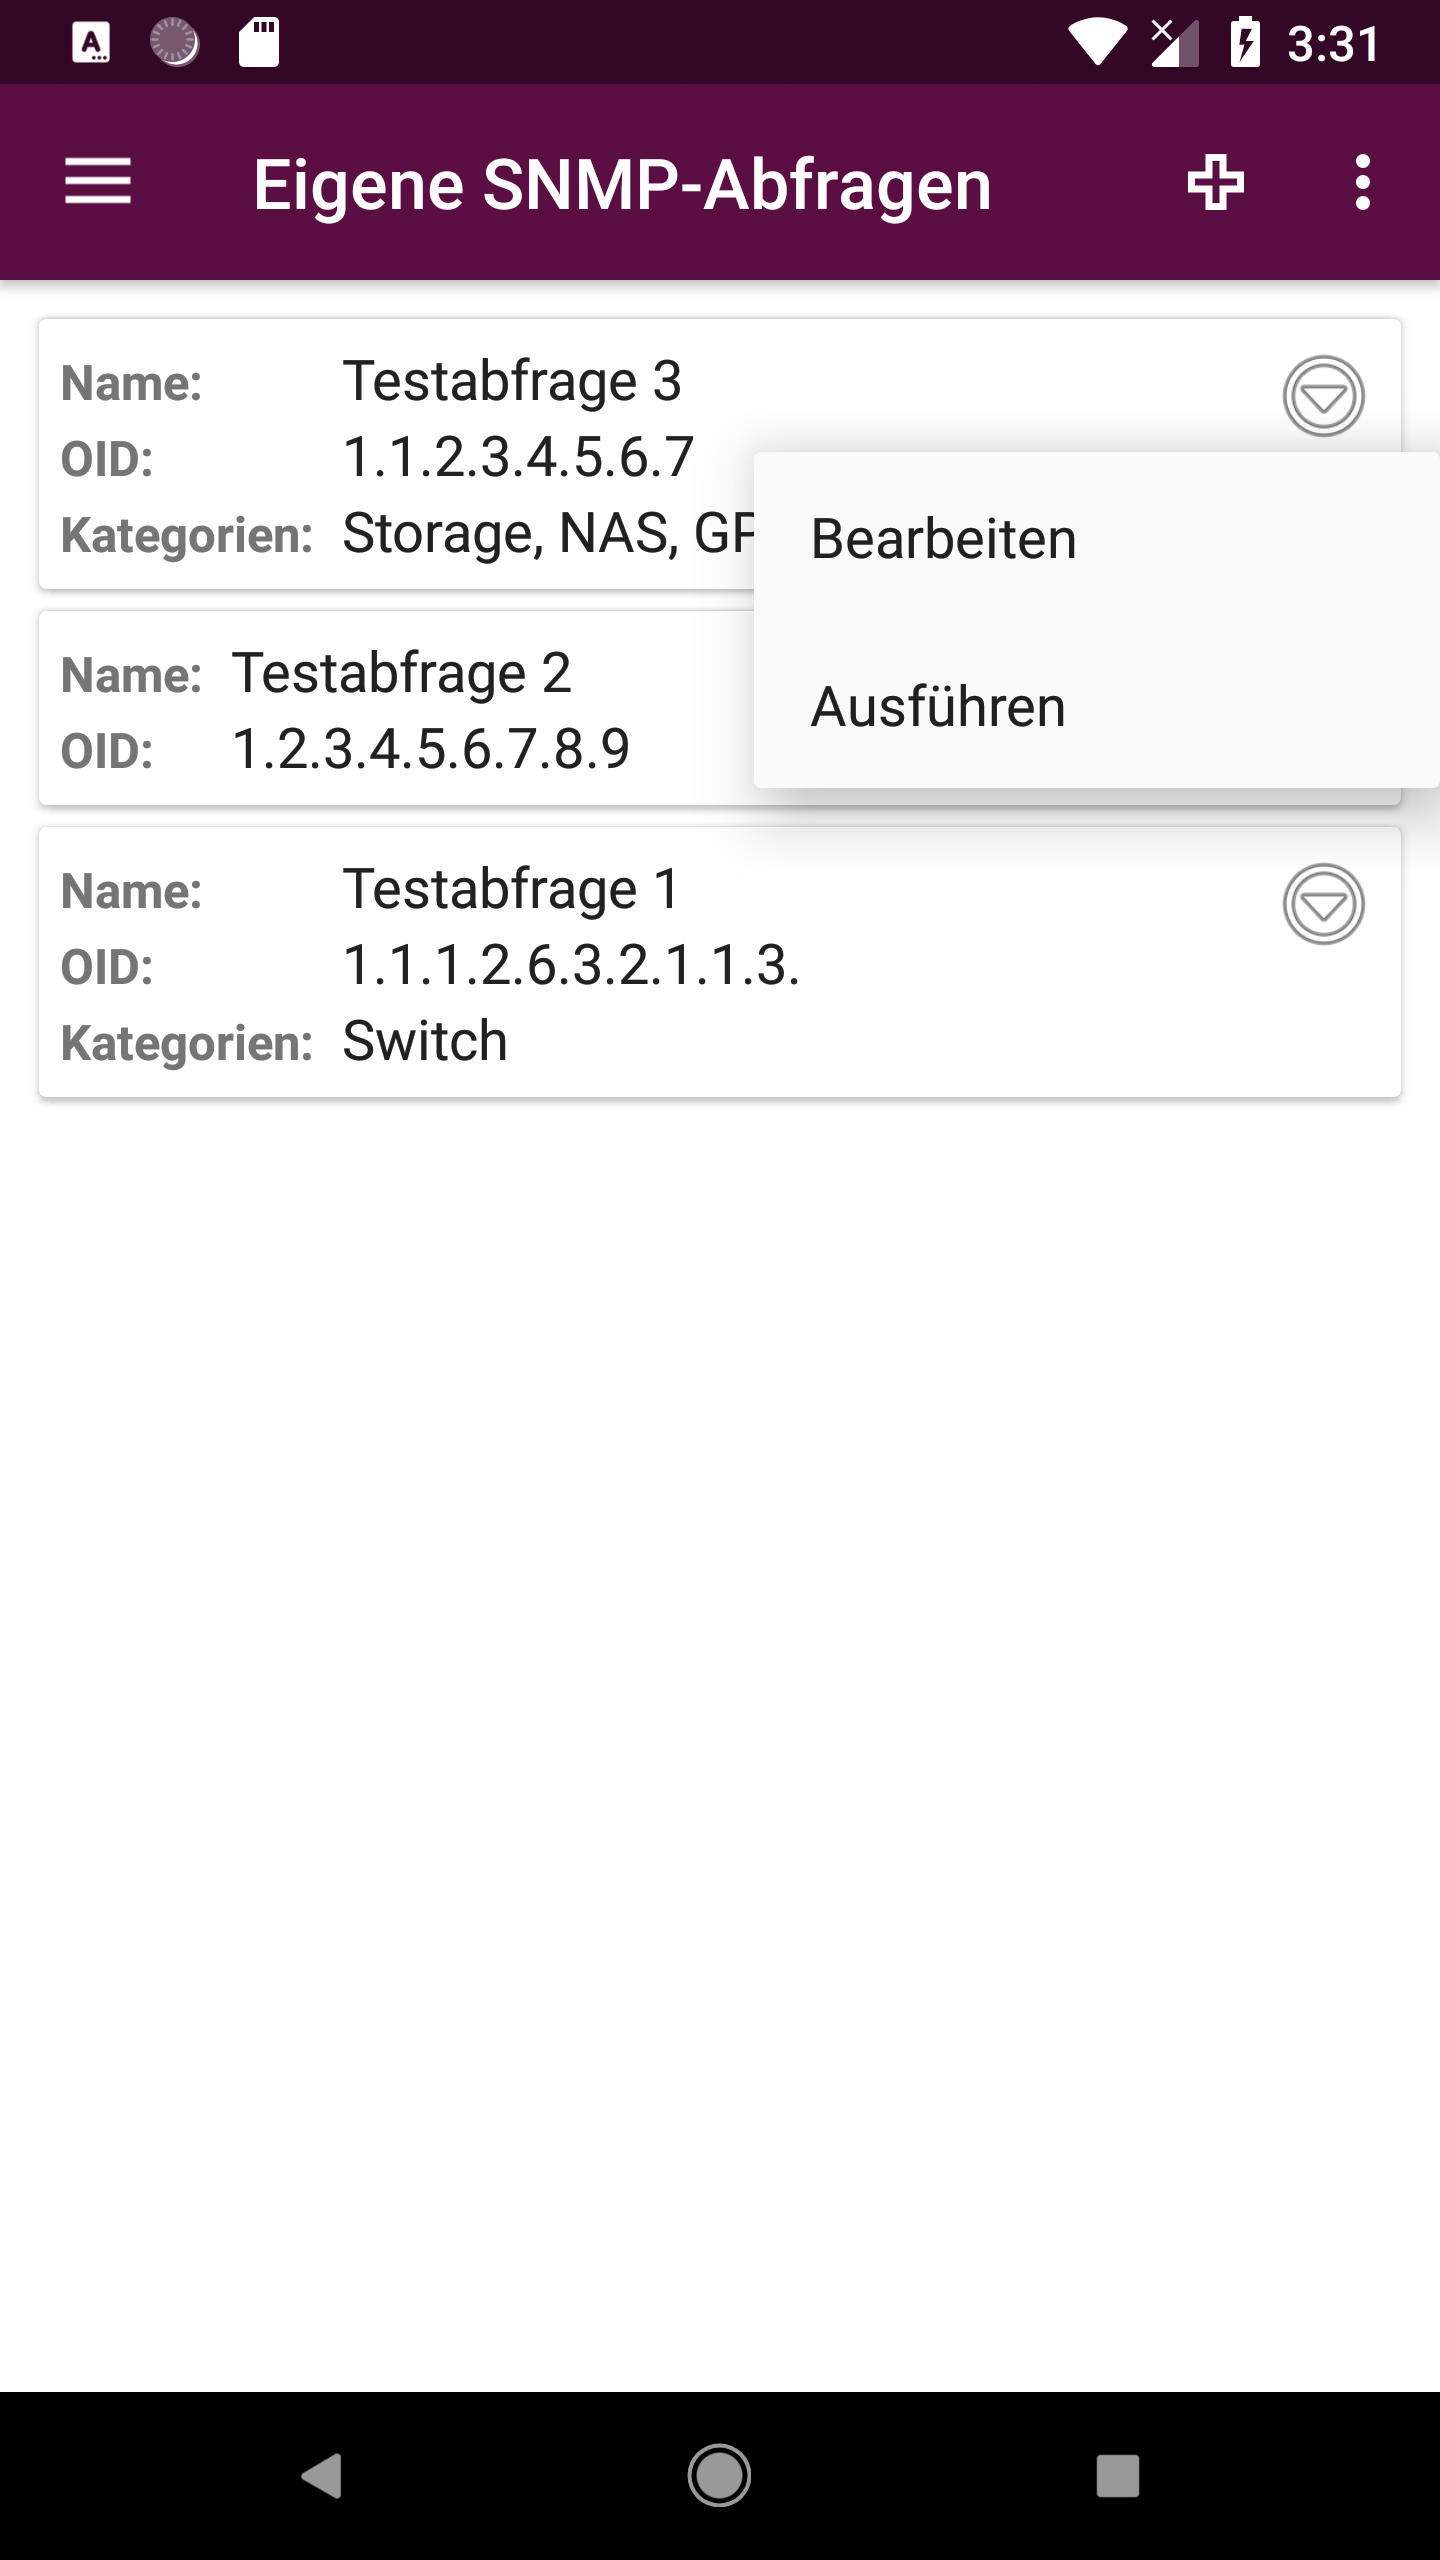 3:31
Eigene SNMP-Abfragen
Name: Testabfrage 3
OID: 1.1.2.3.4.5.6.7
Kategorien: Storage, NAS,
Bearbeiten
Ausführen
Name: Testabfrage 2
OID: 1.2.3.4.5.6.7.8.9
Name: Testabfrage 1
OID: 1.1.1.2.6.3.2.1.1.3.
Kategorien: Switch